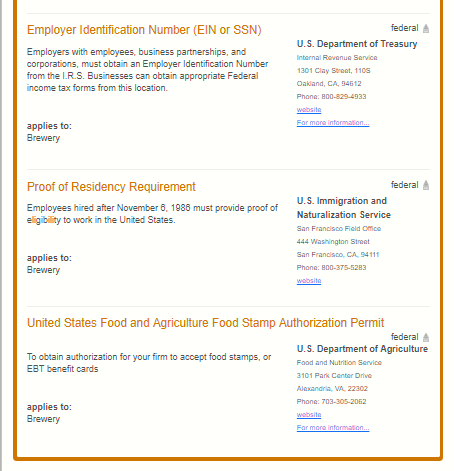 Employer Identification Number (EIN or SSN)
federal
Employers with employees, business partnerships, and
corporations, must obtain an Employer Identification Number
from the I.R.S. Businesses can obtain appropriate Federal
income tax forms from this location.
applies to:
Brewery
U.S. Department of Treasury
Internal Revenue Service
1301 Clay Street, 110S
Oakland, CA, 94612
Phone: 800-829-4933
website
For more information...
Proof of Residency Requirement
federal
Employees hired after November 6, 1986 must provide proof of
eligibility to work in the United States.
applies to:
Brewery
U.S. Immigration and
Naturalization Service
San Francisco Field Office
444 Washington Street
San Francisco, CA, 94111
Phone: 800-375-5283
website
United States Food and Agriculture Food Stamp Authorization Permit
federal
To obtain authorization for your firm to accept food stamps, or
EBT benefit cards
applies to:
Brewery
U.S. Department of Agriculture
Food and Nutrition Service
3101 Park Center Drive
Alexandria, VA, 22302
Phone: 703-305-2062
website
For more information...